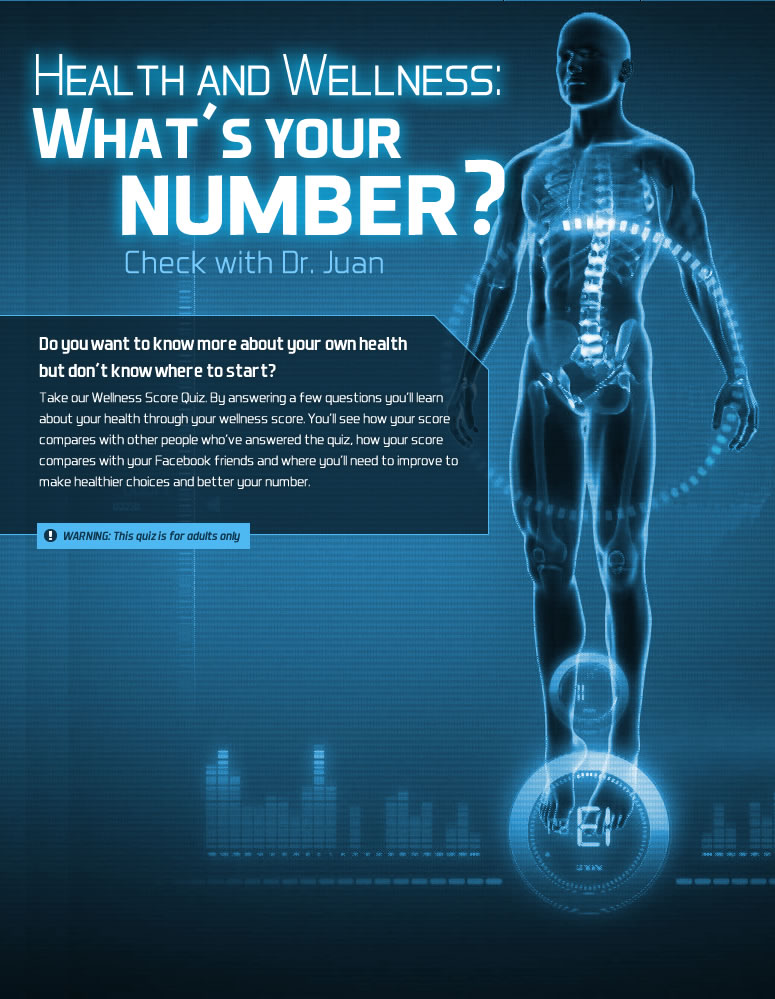 HEALTH AND WELLNESS:
WHAT'S YOUR
NUMBER?
Check with Dr. Juan
Do you want to know more about your own health
but don't know where to start?
Take our Wellness Score Quiz. By answering a few questions you'll learn
about your health through your wellness score. You'll see how your score
compares with other people who've answered the quiz, how your score
compares with your Facebook friends and where you'll need to improve to
make healthier choices and better your number.
! WARNING: This quiz is for adults only